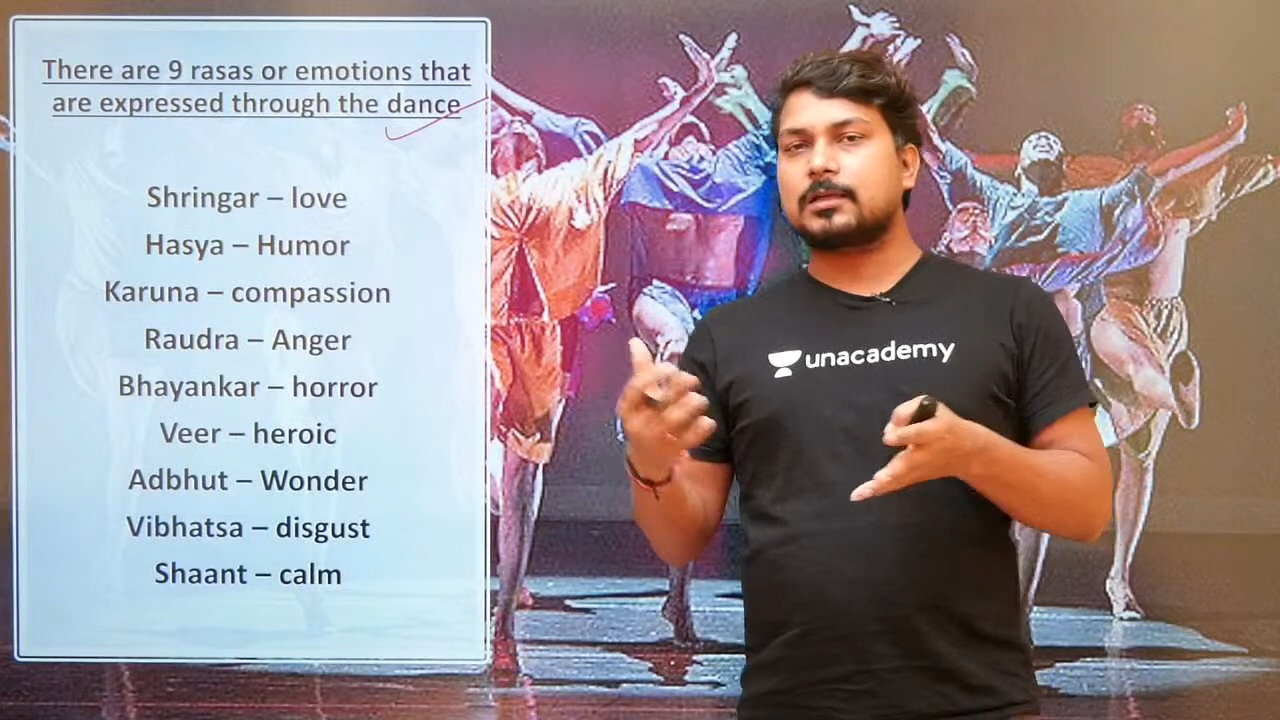 There are 9 rasas or emotions that
are expressed through the dance
Shringar – love
Hasya – Humor
Karuna – compassion
Raudra – Anger
Bhayankar – horror
Veer – heroic
Adbhut – Wonder
Vibhatsa – disgust
Shaant – calm
unacademy